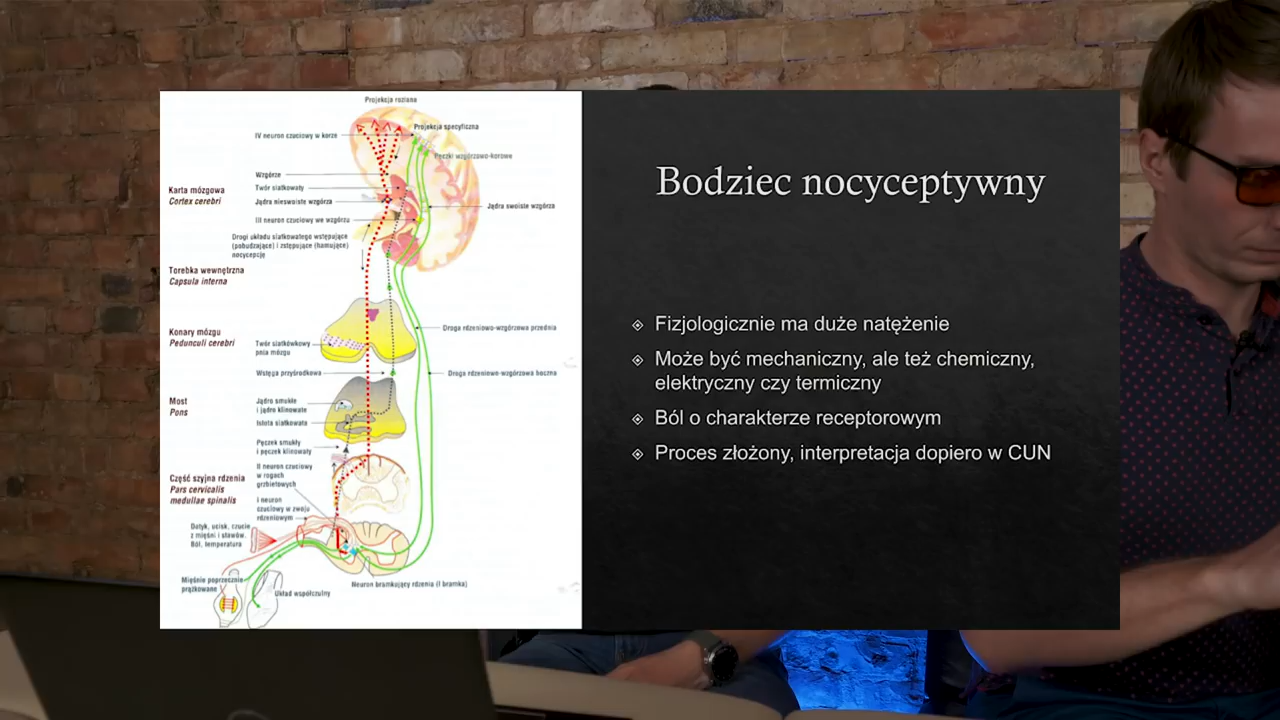 Projekcja rozlana
IV neuron czuciowy w korze
Projekcja specyficzna
Pęczki wzgórzowo-korowe
Wzgórze
Twór siatkowaty
Jądra nieswoiste wzgórza
Karta mózgowa
Cortex cerebri
III neuron czuciowy we wzgórzu
Jądra swoiste wzgórza
Drogi układu siatkowatego wstępujące
(pobudzające) i zstępujące (hamujące)
nocycepcję
Torebka wewnętrzna
Capsula interna
Konary mózgu
Pedunculi cerebri
Droga rdzeniowo-wzgórzowa przednia
Twór siatkówkowy
pnia mózgu
Wstęga przyśrodkowa
Droga rdzeniowo-wzgórzowa boczna
Most
Pons
Jądro smukłe
i jądro klinowate
Istota siatkowata
Pęczek smukły
i pęczek klinowaty
Część szyjna rdzenia
Pars cervicalis
medullae spinalis
II neuron czuciowy
w rogach
grzbietowych
I neuron
czuciowy w zwoju
rdzeniowym
Dotyk, ucisk, czucie
z mięśni i stawów.
Ból, temperatura
Mięśnie poprzecznie
prążkowane
Układ współczulny
Neuron bramkujący rdzenia (I bramka)
Bodziec nocyceptywny
Fizjologicznie ma duże natężenie
Może być mechaniczny, ale też chemiczny,
elektryczny czy termiczny
Ból o charakterze receptorowym
Proces złożony, interpretacja dopiero w CUN